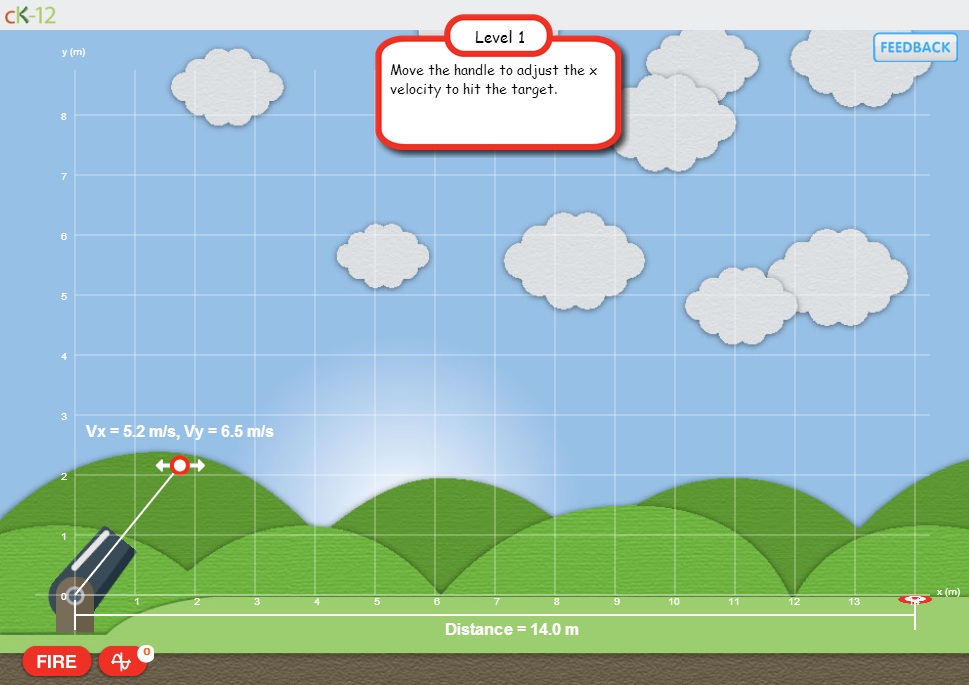 cK-12
Level 1
FEEDBACK
Move the handle to adjust the x
velocity to hit the target.
y (m)
8
7
6
5
4
3
Vx = 5.2 m/s, Vy = 6.5 m/s
2
1
0
1 2 3 4 5 6 7 8 9 10 11 12 13
x (m)
Distance = 14.0 m
FIRE
0